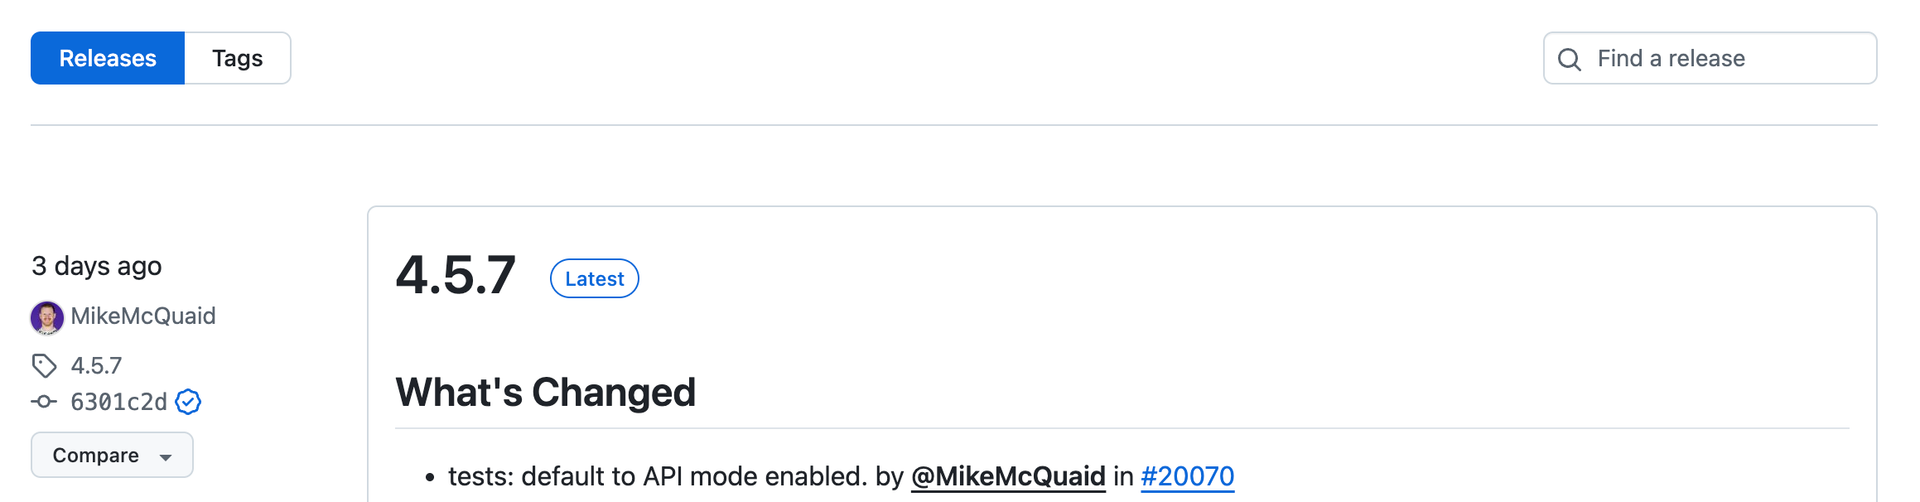 Releases Tags Find a release
3 days ago
MikeMcQuaid
4.5.7
6301c2d
Compare
4.5.7 Latest
What's Changed
• tests: default to API mode enabled. by @MikeMcQuaid in #20070